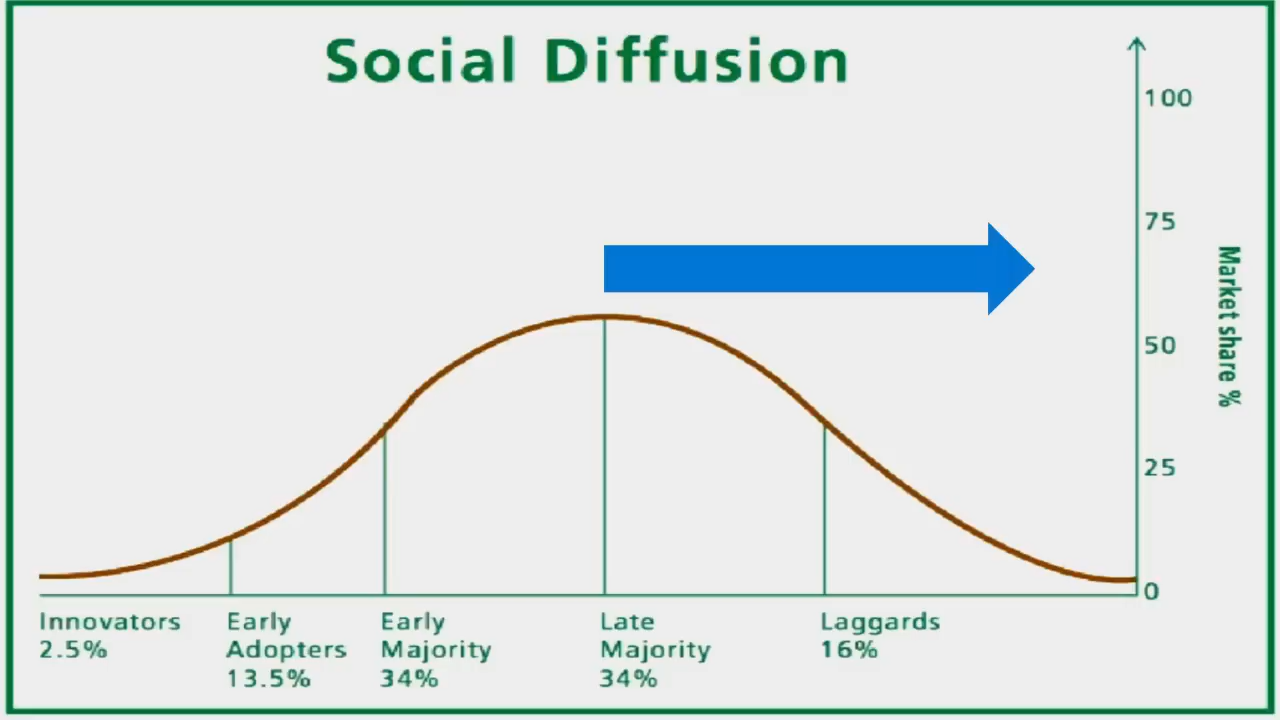 Social Diffusion
100
75
50
25
0
Market share %
Innovators
2.5%
Early
Adopters
13.5%
Early
Majority
34%
Late
Majority
34%
Laggards
16%